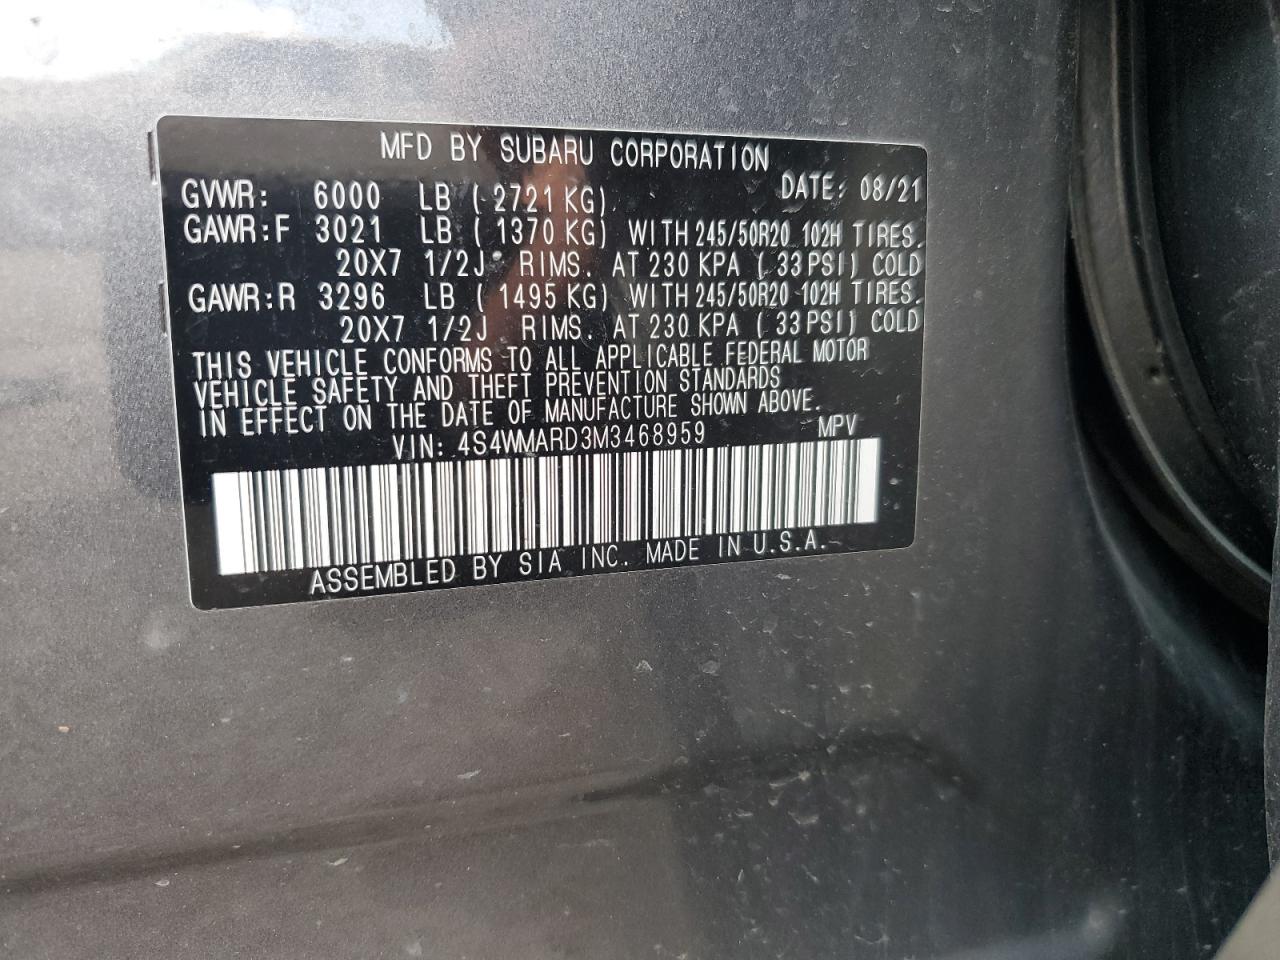 MFD BY SUBARU CORPORATION
DATE: 08/21
GVWR: 6000 LB (2721 KG)
GAWR:F 3021 LB (1370 KG) WITH 245/50R20 102H TIRES.
20X7 1/2J RIMS. AT 230 KPA (33PSI) COLD
GAWR:R 3296 LB (1495 KG) WITH 245/50R20 102H TIRES.
20X7 1/2J RIMS. AT 230 KPA (33PSI) COLD
THIS VEHICLE CONFORMS TO ALL APPLICABLE FEDERAL MOTOR
VEHICLE SAFETY AND THEFT PREVENTION STANDARDS
IN EFFECT ON THE DATE OF MANUFACTURE SHOWN ABOVE.
VIN: 4S4WMARD3M3468959 MPV
ASSEMBLED BY SIA INC. MADE IN U.S.A.